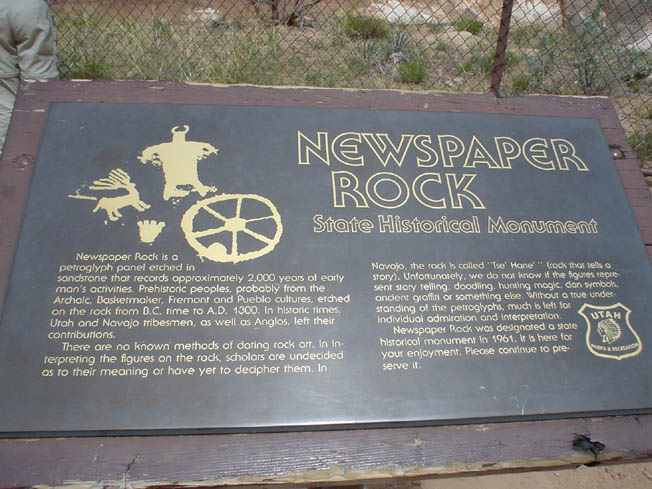 NEWSPAPER
ROCK
State Historical Monument
Newspaper Rock is a
petroglyph panel etched in
sandstone that records approximately 2,000 years of early
man's activities. Prehistoric peoples, probably from the
Archaic, Basketmaker, Fremont and Pueblo cultures, etched
on the rock from B.C. time to A.D. 1300. In historic times,
Utah and Navajo tribesmen, as well as Anglos, left their
contributions.
There are no known methods of dating rock art. In in-
terpreting the figures on the rock, scholars are undecided
as to their meaning or have yet to decipher them. In
Navajo, the rock is called "Tse' Hane' " (rock that tells a
story). Unfortunately, we do not know if the figures repre-
sent story telling, doodling, hunting magic, clan symbols,
ancient graffiti or something else. Without a true under-
standing of the petroglyphs, much is left for
individual admiration and interpretation.
Newspaper Rock was designated a state
historical monument in 1961. It is here for
your enjoyment. Please continue to pre-
serve it.
UTAH
PARKS & RECREATION